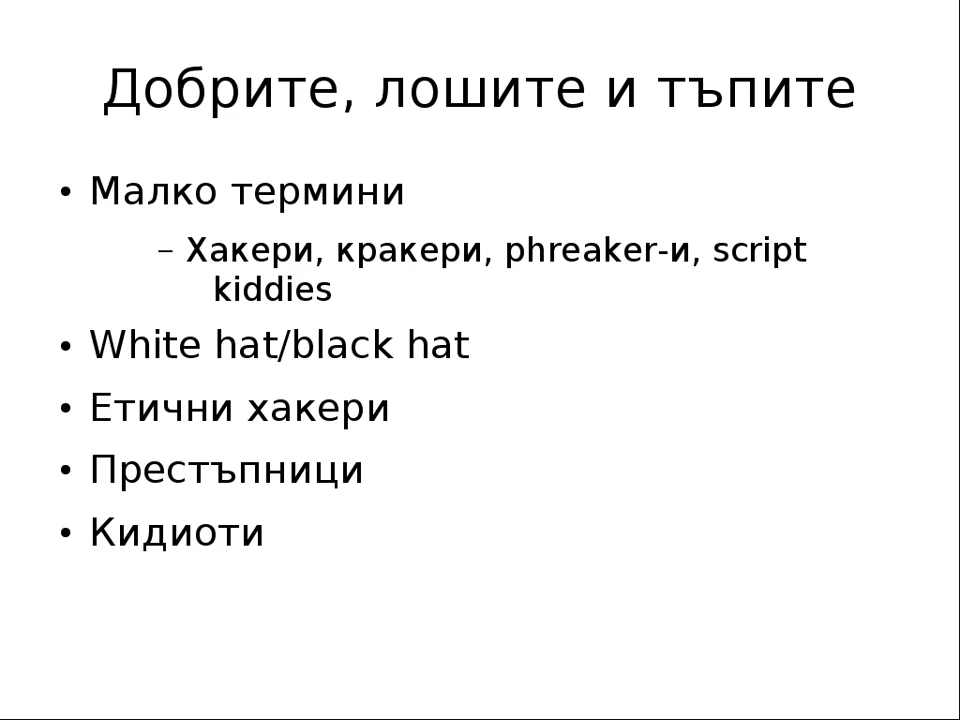 Добрите, лошите и тъпите
• Малко термини
– Хакери, кракери, phreaker-и, script
kiddies
• White hat/black hat
• Етични хакери
• Престъпници
• Кидиоти